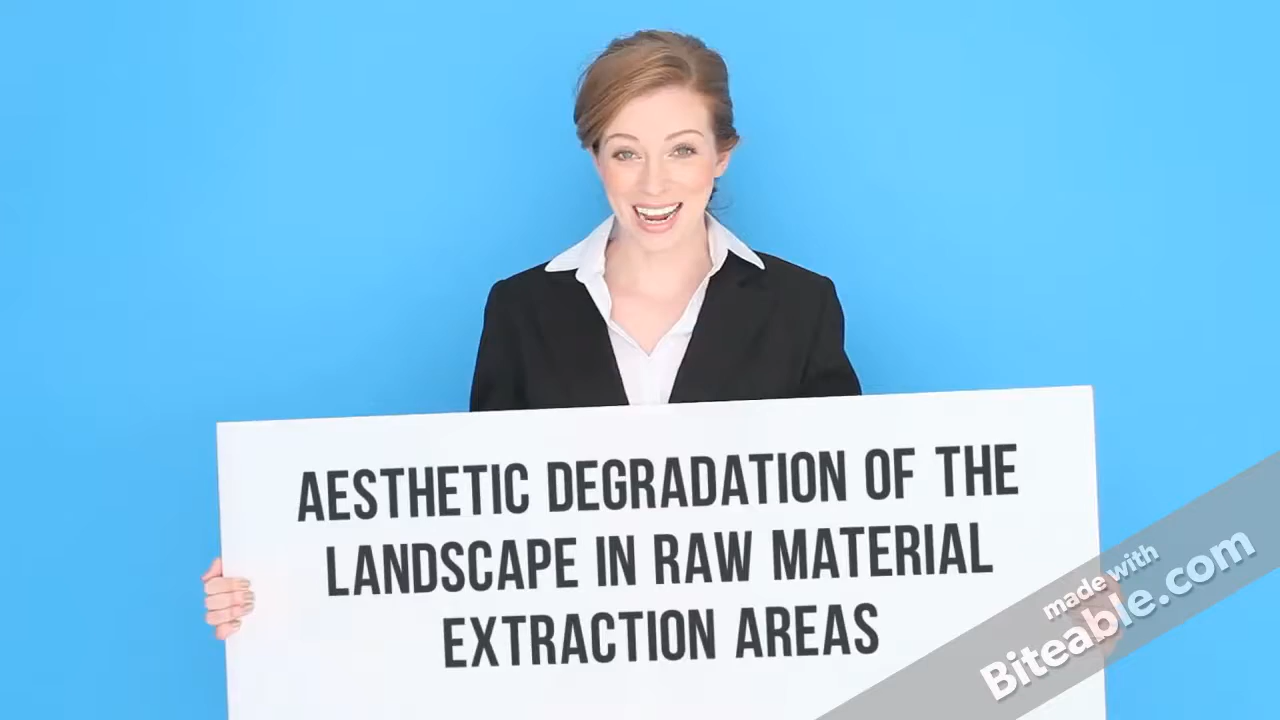 AESTHETIC DEGRADATION OF THE
LANDSCAPE IN RAW MATERIAL
EXTRACTION AREAS
made with
Biteable.com